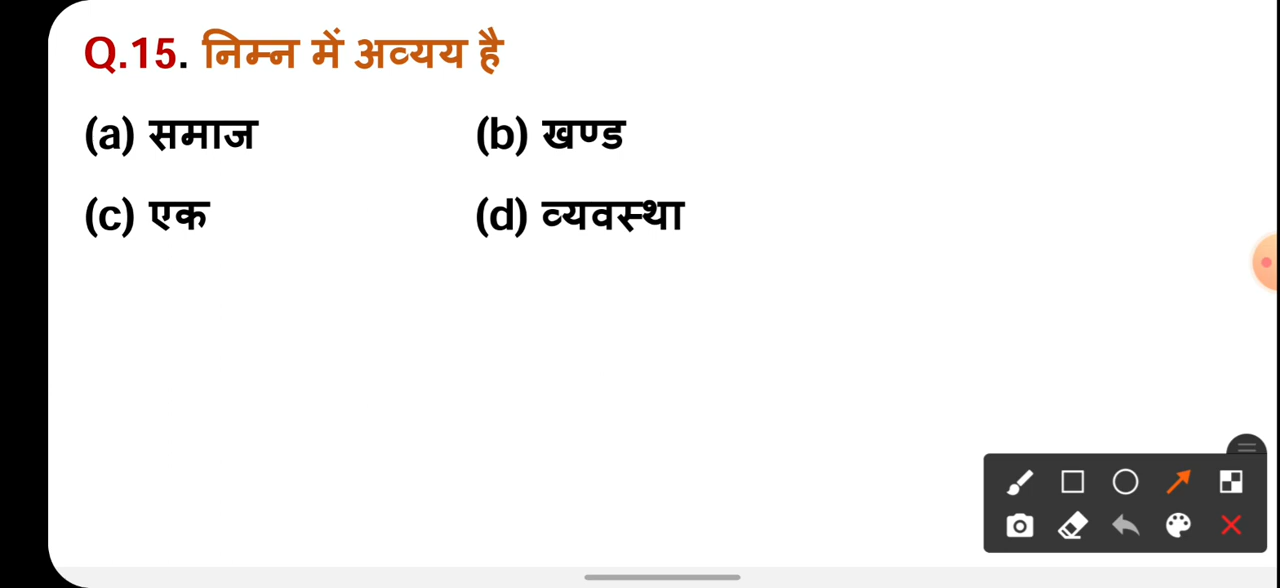 Q.15. निम्न में अव्यय है
(a) समाज (b) खण्ड
(c) एक (d) व्यवस्था